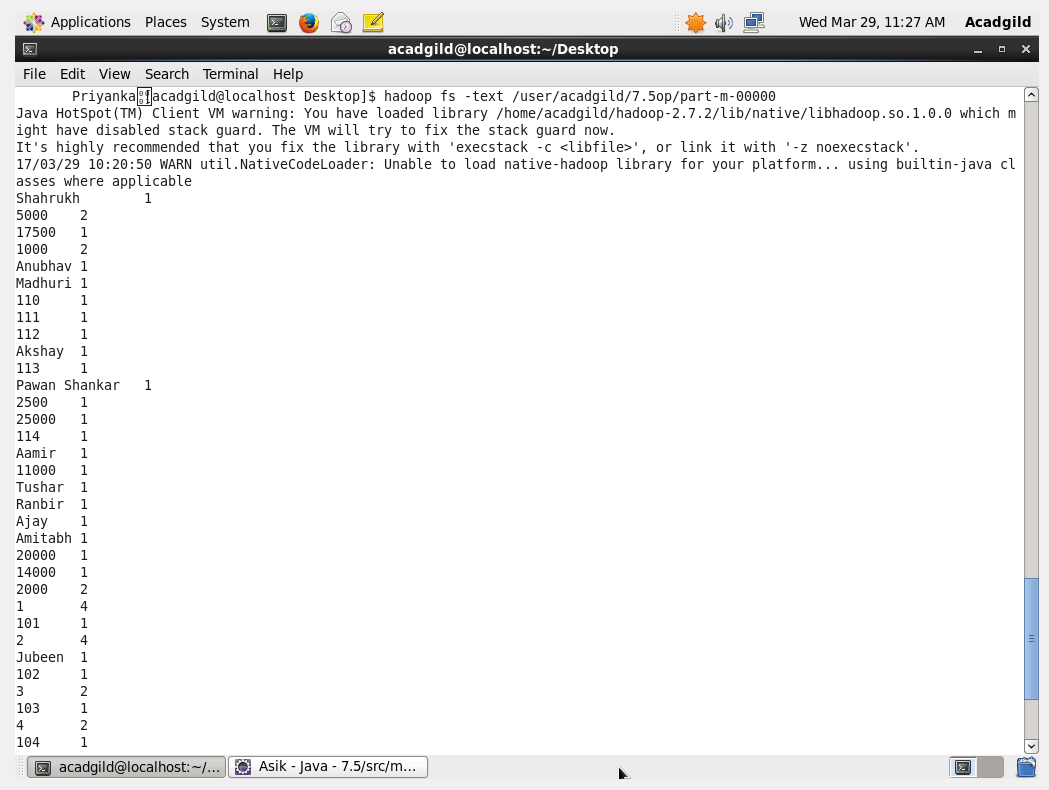 Applications Places System Wed Mar 29, 11:27 AM Acadgild
acadgild@localhost:~/Desktop
File Edit View Search Terminal Help
Priyanka[acadgild@localhost Desktop]$ hadoop fs -text /user/acadgild/7.5op/part-m-00000
Java HotSpot(TM) Client VM warning: You have loaded library /home/acadgild/hadoop-2.7.2/lib/native/libhadoop.so.1.0.0 which m
ight have disabled stack guard. The VM will try to fix the stack guard now.
It's highly recommended that you fix the library with 'execstack -c <libfile>', or link it with '-z noexecstack'.
17/03/29 10:20:50 WARN util.NativeCodeLoader: Unable to load native-hadoop library for your platform... using builtin-java cl
asses where applicable
Shahrukh 1
5000 2
17500 1
1000 2
Anubhav 1
Madhuri 1
110 1
111 1
112 1
Akshay 1
113 1
Pawan Shankar 1
2500 1
25000 1
114 1
Aamir 1
11000 1
Tushar 1
Ranbir 1
Ajay 1
Amitabh 1
20000 1
14000 1
2000 2
1 4
101 1
2 4
Jubeen 1
102 1
3 2
103 1
4 2
104 1
acadgild@localhost:~/... Asik - Java - 7.5/src/m...